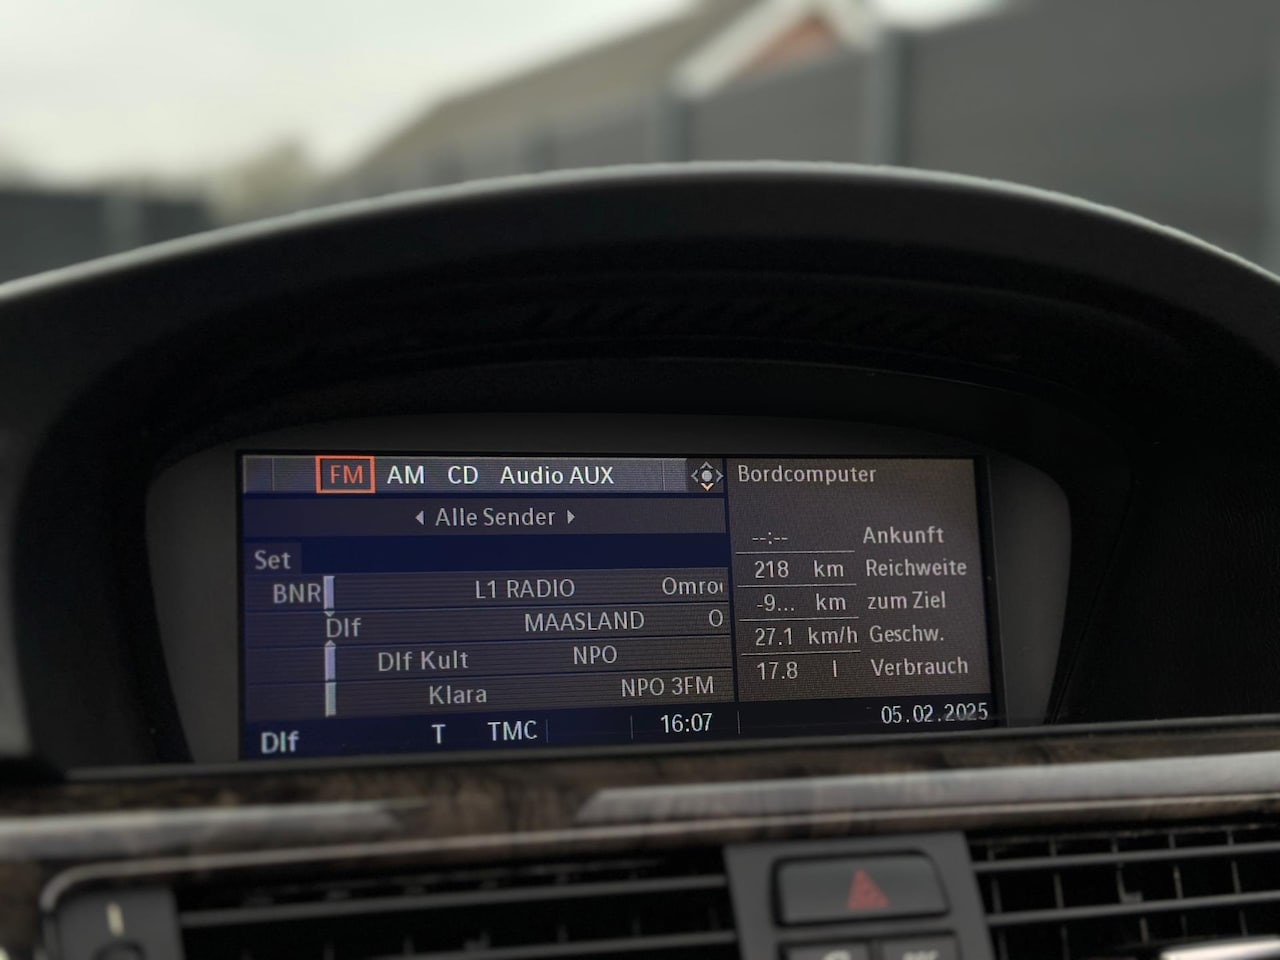 FM AM CD Audio AUX
Alle Sender
Set
BNR L1 RADIO Omro
Dlf MAASLAND O
Dlf Kult NPO
Klara NPO 3FM
Dlf T TMC 16:07
Bordcomputer
--:-- Ankunft
218 km Reichweite
-9... km zum Ziel
27.1 km/h Geschw.
17.8 l Verbrauch
05.02.2025